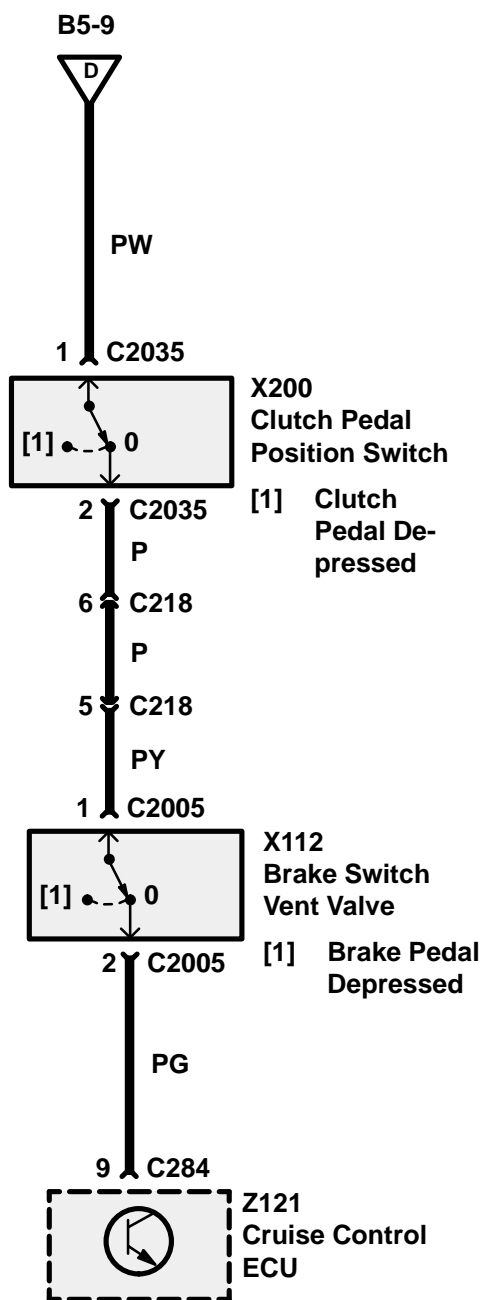 B5-9
D
PW
1 C2035
X200
Clutch Pedal
Position Switch
[1] 0
[1] Clutch
Pedal De-
pressed
2 C2035
P
6 C218
P
5 C218
PY
1 C2005
X112
Brake Switch
Vent Valve
[1] 0
[1] Brake Pedal
Depressed
2 C2005
PG
9 C284
Z121
Cruise Control
ECU